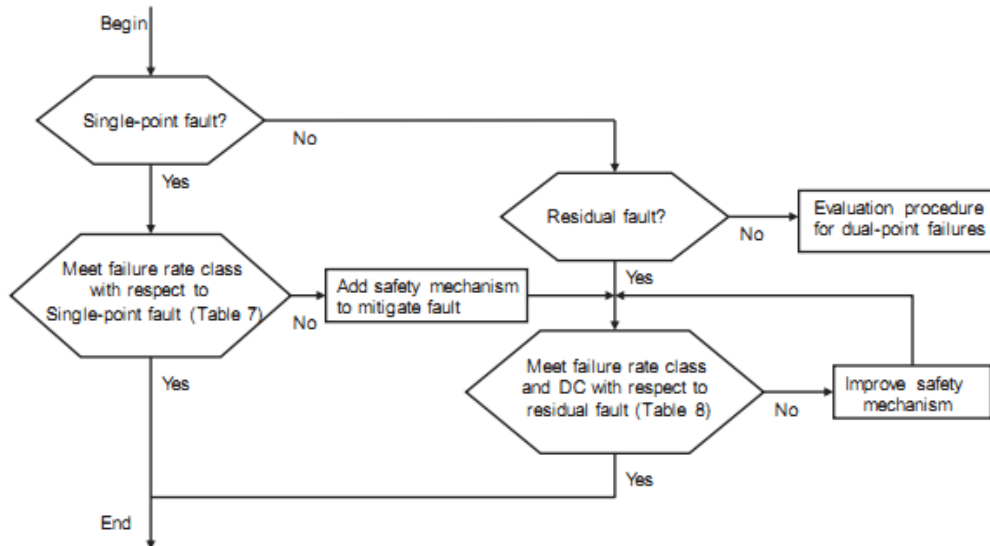 Begin
Single-point fault?
No
Yes
Residual fault?
No
Evaluation procedure
for dual-point failures
Yes
Meet failure rate class
with respect to
Single-point fault (Table 7)
No
Add safety mechanism
to mitigate fault
Yes
Meet failure rate class
and DC with respect to
residual fault (Table 8)
No
Improve safety
mechanism
Yes
End